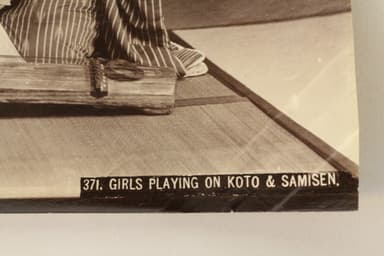 371. GIRLS PLAYING ON KOTO & SAMISEN.